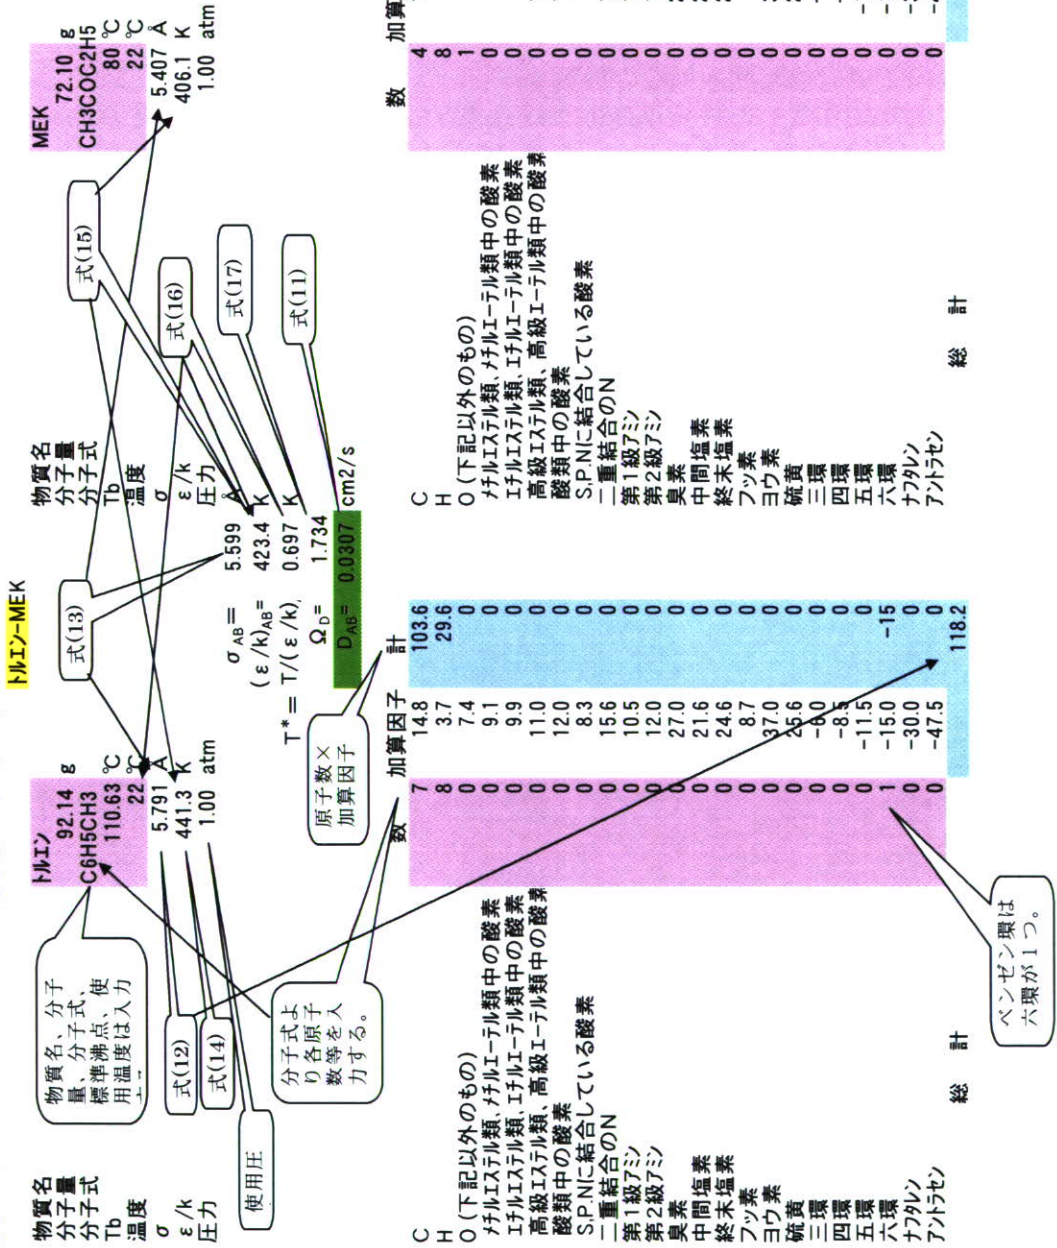 トルエン-MEK
物質名 トルエン
分子量 92.14 g
分子式 C6H5CH3
Tb 110.63 ℃
温度 22 ℃
σ 5.791 Å
ε/k 441.3 K
圧力 1.00 atm
物質名 MEK
分子量 72.10 g
分子式 CH3COC2H5
Tb 80 ℃
温度 22 ℃
σ 5.407 Å
ε/k 406.1 K
圧力 1.00 atm
物質名、分子
量、分子式、
標準沸点、使
用温度は入力
式(12)
式(14)
使用圧
分子式よ
り各原子
数等を入
力する。
原子数×
加算因子
式(13)
式(15)
式(16)
式(17)
式(11)
σAB= 5.599 Å
(ε/k)AB= 423.4 k
T*= T/(ε/k) 0.697 K
ΩD= 1.734
DAB= 0.0307 cm2/s
数 加算因子 計
C 7 14.8 103.6
H 8 3.7 29.6
O (下記以外のもの) 0 7.4 0
メチルエステル類、メチルエーテル類中の酸素 0 9.1 0
エチルエステル類、エチルエーテル類中の酸素 0 9.9 0
高級エステル類、高級エーテル類中の酸素 0 11.0 0
酸類中の酸素 0 12.0 0
S,P,Nに結合している酸素 0 8.3 0
二重結合のN 0 15.6 0
第1級アミン 0 10.5 0
第2級アミン 0 12.0 0
臭素 0 27.0 0
中間塩素 0 21.6 0
終末塩素 0 24.6 0
フッ素 0 8.7 0
ヨウ素 0 37.0 0
硫黄 0 25.6 0
三環 0 -6.0 0
四環 0 -8.5 0
五環 0 -11.5 0
六環 1 -15.0 -15
ナフタレン 0 -30.0 0
アントラセン 0 -47.5 0
総 計 118.2
ベンゼン環は
六環が1つ。
数 加算
C 4
H 8
O (下記以外のもの) 1
メチルエステル類、メチルエーテル類中の酸素 0
エチルエステル類、エチルエーテル類中の酸素 0
高級エステル類、高級エーテル類中の酸素 0
酸類中の酸素 0
S,P,Nに結合している酸素 0
二重結合のN 0
第1級アミン 0
第2級アミン 0
臭素 0
中間塩素 0
終末塩素 0
フッ素 0
ヨウ素 0
硫黄 0
三環 0
四環 0
五環 0
六環 0
ナフタレン 0
アントラセン 0
総 計